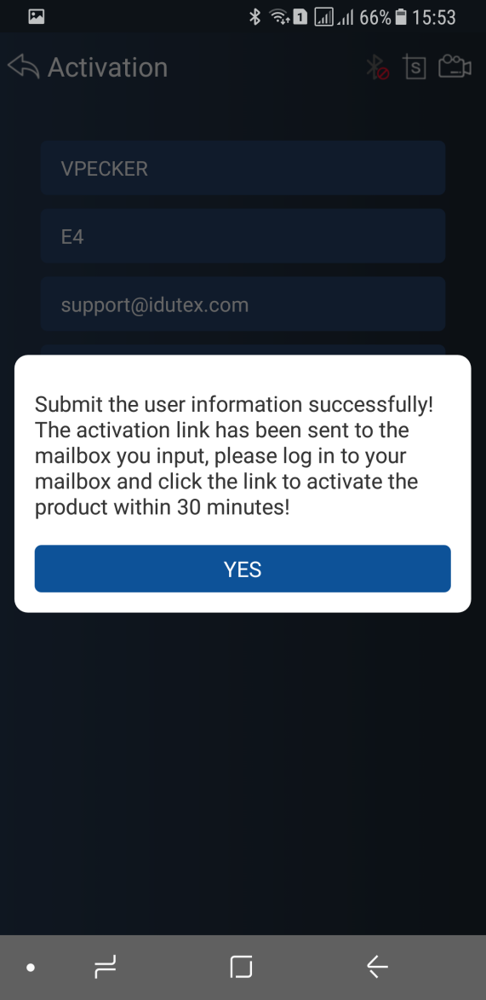 1 66% 15:53
Activation
S
VPECKER
E4
support@idutex.com
Submit the user information successfully!
The activation link has been sent to the
mailbox you input, please log in to your
mailbox and click the link to activate the
product within 30 minutes!
YES